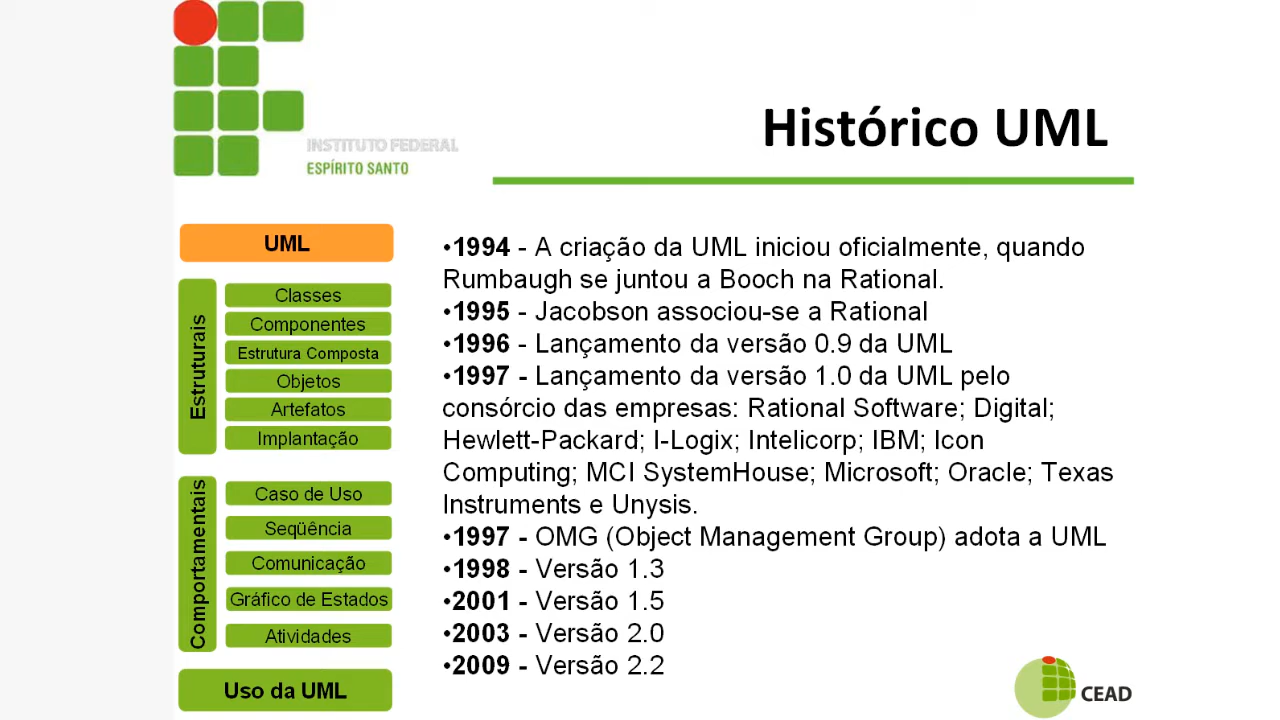 INSTITUTO FEDERAL
ESPÍRITO SANTO
Histórico UML
UML
Estruturais
Classes
Componentes
Estrutura Composta
Objetos
Artefatos
Implantação
Comportamentais
Caso de Uso
Seqüência
Comunicação
Gráfico de Estados
Atividades
Uso da UML
•1994 - A criação da UML iniciou oficialmente, quando
Rumbaugh se juntou a Booch na Rational.
•1995 - Jacobson associou-se a Rational
•1996 - Lançamento da versão 0.9 da UML
•1997 - Lançamento da versão 1.0 da UML pelo
consórcio das empresas: Rational Software; Digital;
Hewlett-Packard; I-Logix; Intelicorp; IBM; Icon
Computing; MCI SystemHouse; Microsoft; Oracle; Texas
Instruments e Unysis.
•1997 - OMG (Object Management Group) adota a UML
•1998 - Versão 1.3
•2001 - Versão 1.5
•2003 - Versão 2.0
•2009 - Versão 2.2
CEAD